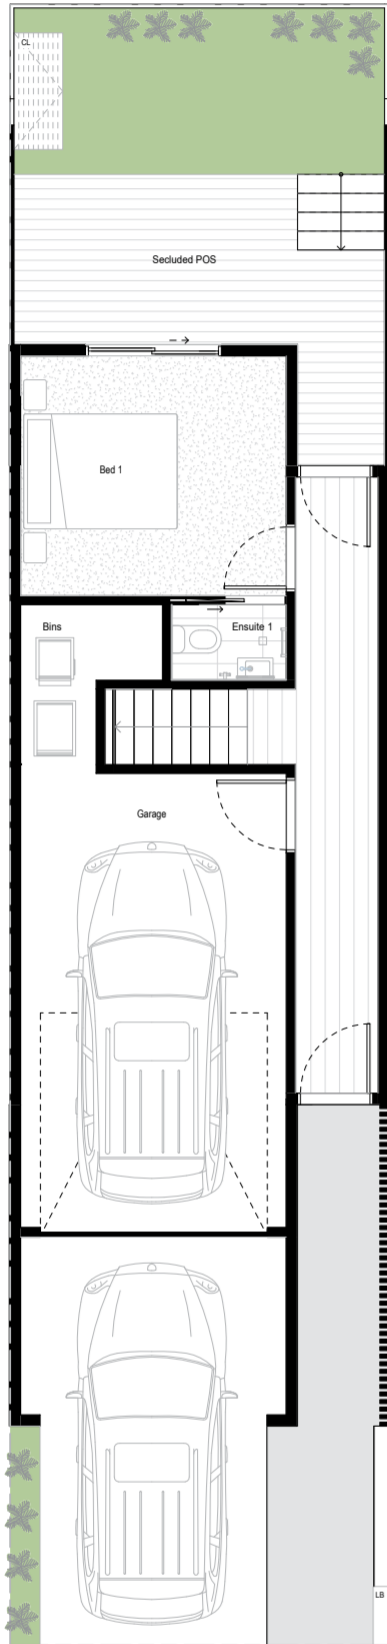 CL
Secluded POS
Bed 1
Bins
Ensuite 1
Garage
LB